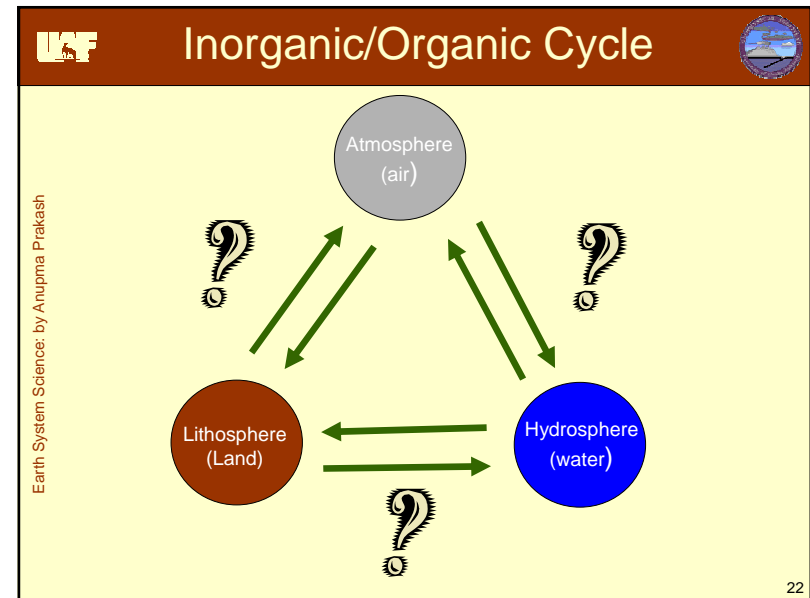 UAF
Inorganic/Organic Cycle
Atmosphere
(air)
?
?
Earth System Science: by Anupma Prakash
Lithosphere
(Land)
Hydrosphere
(water)
?
22